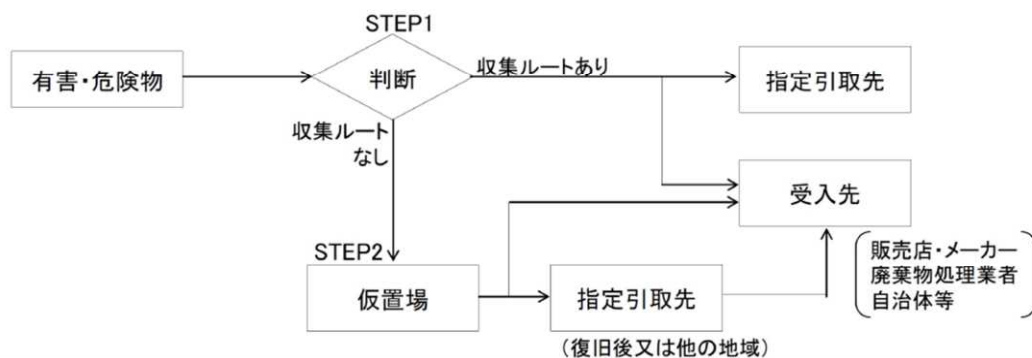 STEP1
有害・危険物
判断
収集ルートあり
指定引取先
収集ルート
なし
受入先
STEP2
仮置場
指定引取先
(復旧後又は他の地域)
販売店・メーカー
廃棄物処理業者
自治体等